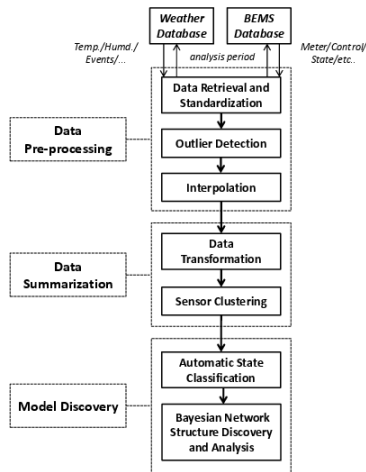 Weather
Database
BEMS
Database
Temp./Humd./
Events/...
analysis period
Meter/Control/
State/etc..
Data Retrieval and
Standardization
Data
Pre-processing
Outlier Detection
Interpolation
Data
Transformation
Data
Summarization
Sensor Clustering
Automatic State
Classification
Model Discovery
Bayesian Network
Structure Discovery
and Analysis